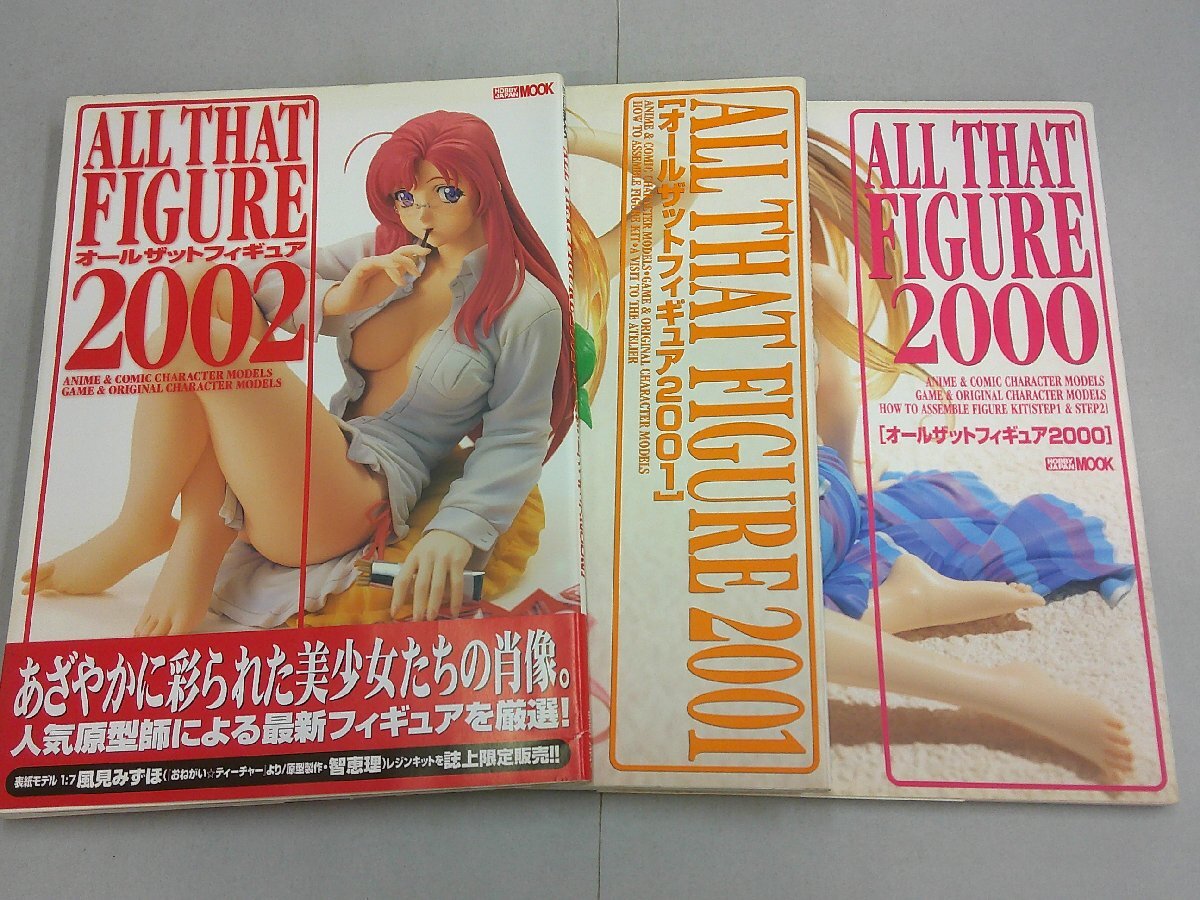 HOBBY JAPAN MOOK
ALL THAT
FIGURE
オールザットフィギュア
2002
ANIME & COMIC CHARACTER MODELS
GAME & ORIGINAL CHARACTER MODELS
あざやかに彩られた美少女たちの肖像。
人気原型師による最新フィギュアを厳選!
表紙モデル 1:7 風見みずほ(「おねがい☆ティーチャー」より/原型製作・智恵理)レジンキットを誌上限定販売!!
ALL THAT FIGURE 2001
[オールザットフィギュア2001]
ANIME & COMIC CHARACTER MODELS・GAME & ORIGINAL CHARACTER MODELS
HOW TO ASSEMBLE FIGURE KIT・A VISIT TO THE ATELIER
ALL THAT
FIGURE
2000
ANIME & COMIC CHARACTER MODELS
GAME & ORIGINAL CHARACTER MODELS
HOW TO ASSEMBLE FIGURE KIT[STEP1 & STEP2]
[オールザットフィギュア2000]
HOBBY JAPAN MOOK